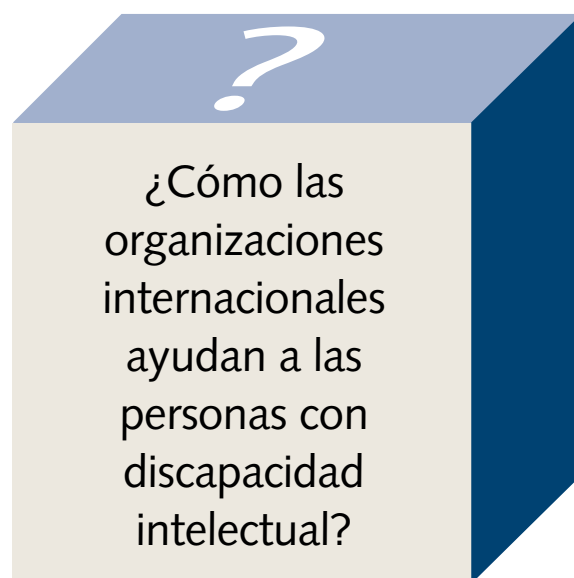 ?
¿Cómo las
organizaciones
internacionales
ayudan a las
personas con
discapacidad
intelectual?